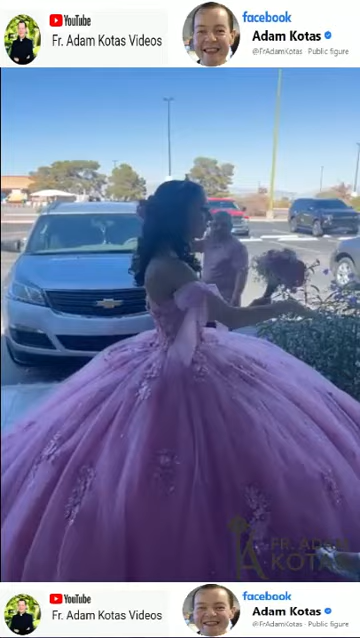 YouTube
Fr. Adam Kotas Videos
facebook
Adam Kotas
@FrAdamKotas · Public figure
FR. ADAM
KOTAS
YouTube
Fr. Adam Kotas Videos
facebook
Adam Kotas
@FrAdamKotas · Public figure